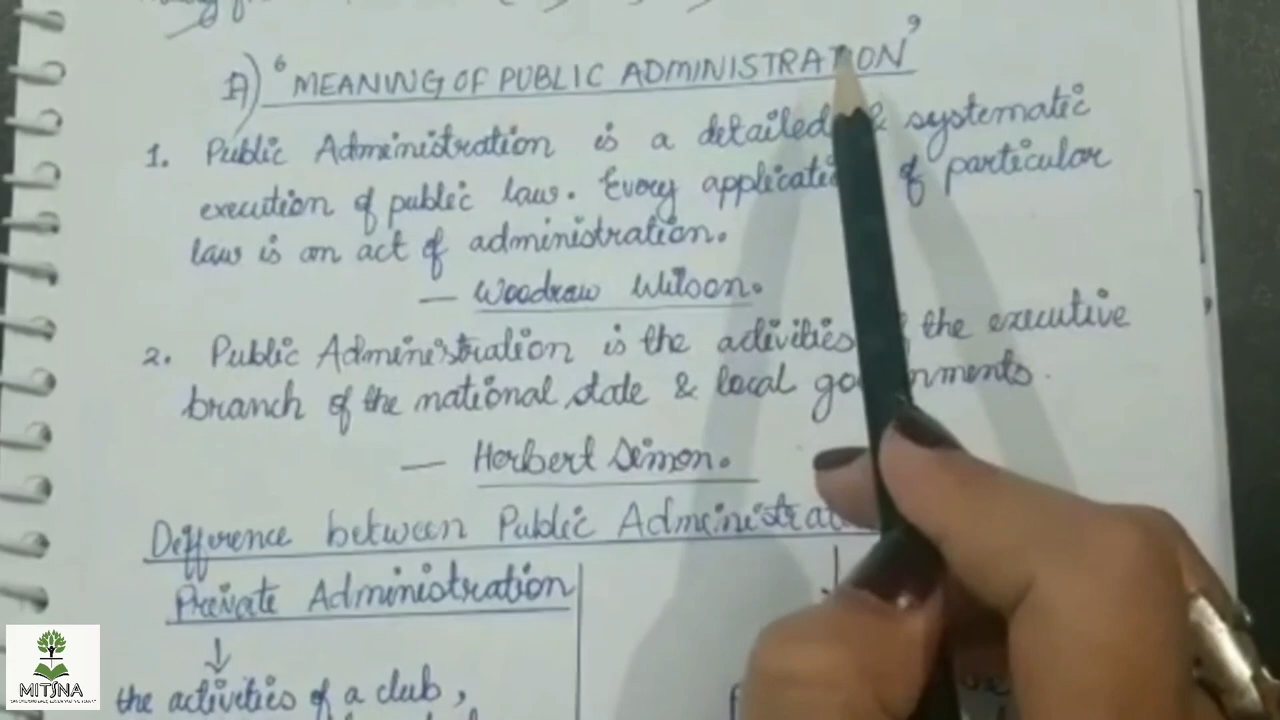 A) 'MEANING OF PUBLIC ADMINISTRATION'
1. Public Administration is a detailed & systematic
execution of public law. Every applicati of particular
law is an act of administration.
— Woodraw Wilson.
2. Public Administration is the activities the executive
branch of the national state & local go nments.
— Herbert Simon.
Difference between Public Administrat
Private Administration
↓
the activities of a club,
MITJNA